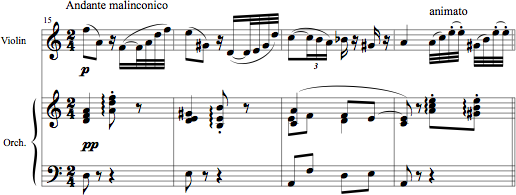 Andante malinconico
animato
15
Violin
p
3
pp
Orch.